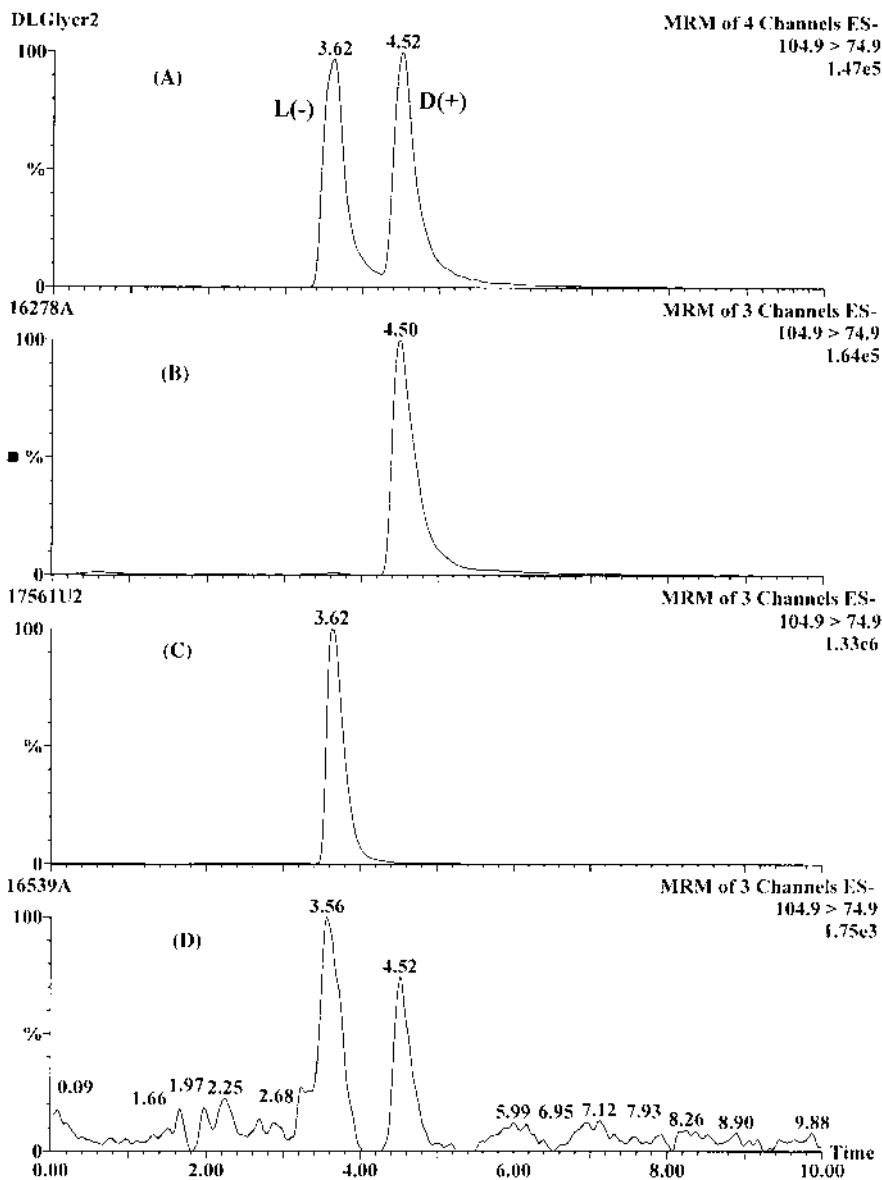 DLGlycr2
MRM of 4 Channels ES-
104.9 > 74.9
1.47e5
3.62
4.52
100
(A)
L(-)
D(+)
%
0
16278A
MRM of 3 Channels ES-
104.9 > 74.9
1.64e5
4.50
100
(B)
%
0
17561U2
MRM of 3 Channels ES-
104.9 > 74.9
1.33e6
3.62
100
(C)
%
0
16539A
MRM of 3 Channels ES-
104.9 > 74.9
3.56
100
(D)
4.52
%
0.09
1.66
1.97
2.25
2.68
5.99
6.95
7.12
7.93
8.26
8.90
9.88
0
Time
0.00
2.00
4.00
6.00
8.00
10.00